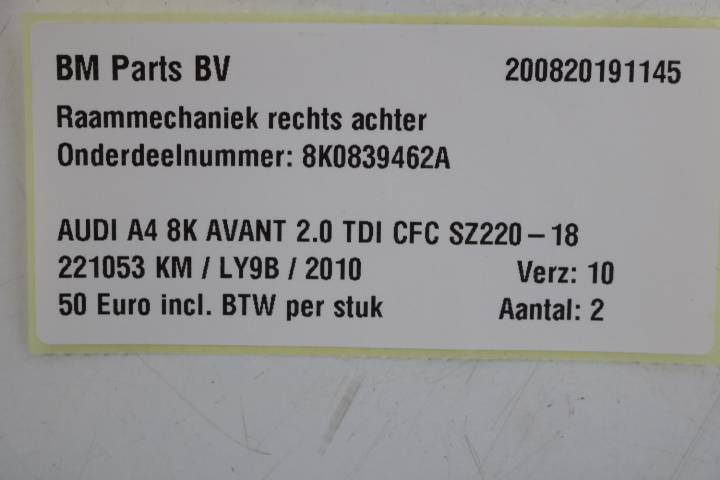 BM Parts BV 200820191145
Raammechaniek rechts achter
Onderdeelnummer: 8K0839462A
AUDI A4 8K AVANT 2.0 TDI CFC SZ220-18
221053 KM / LY9B / 2010 Verz: 10
50 Euro incl. BTW per stuk Aantal: 2